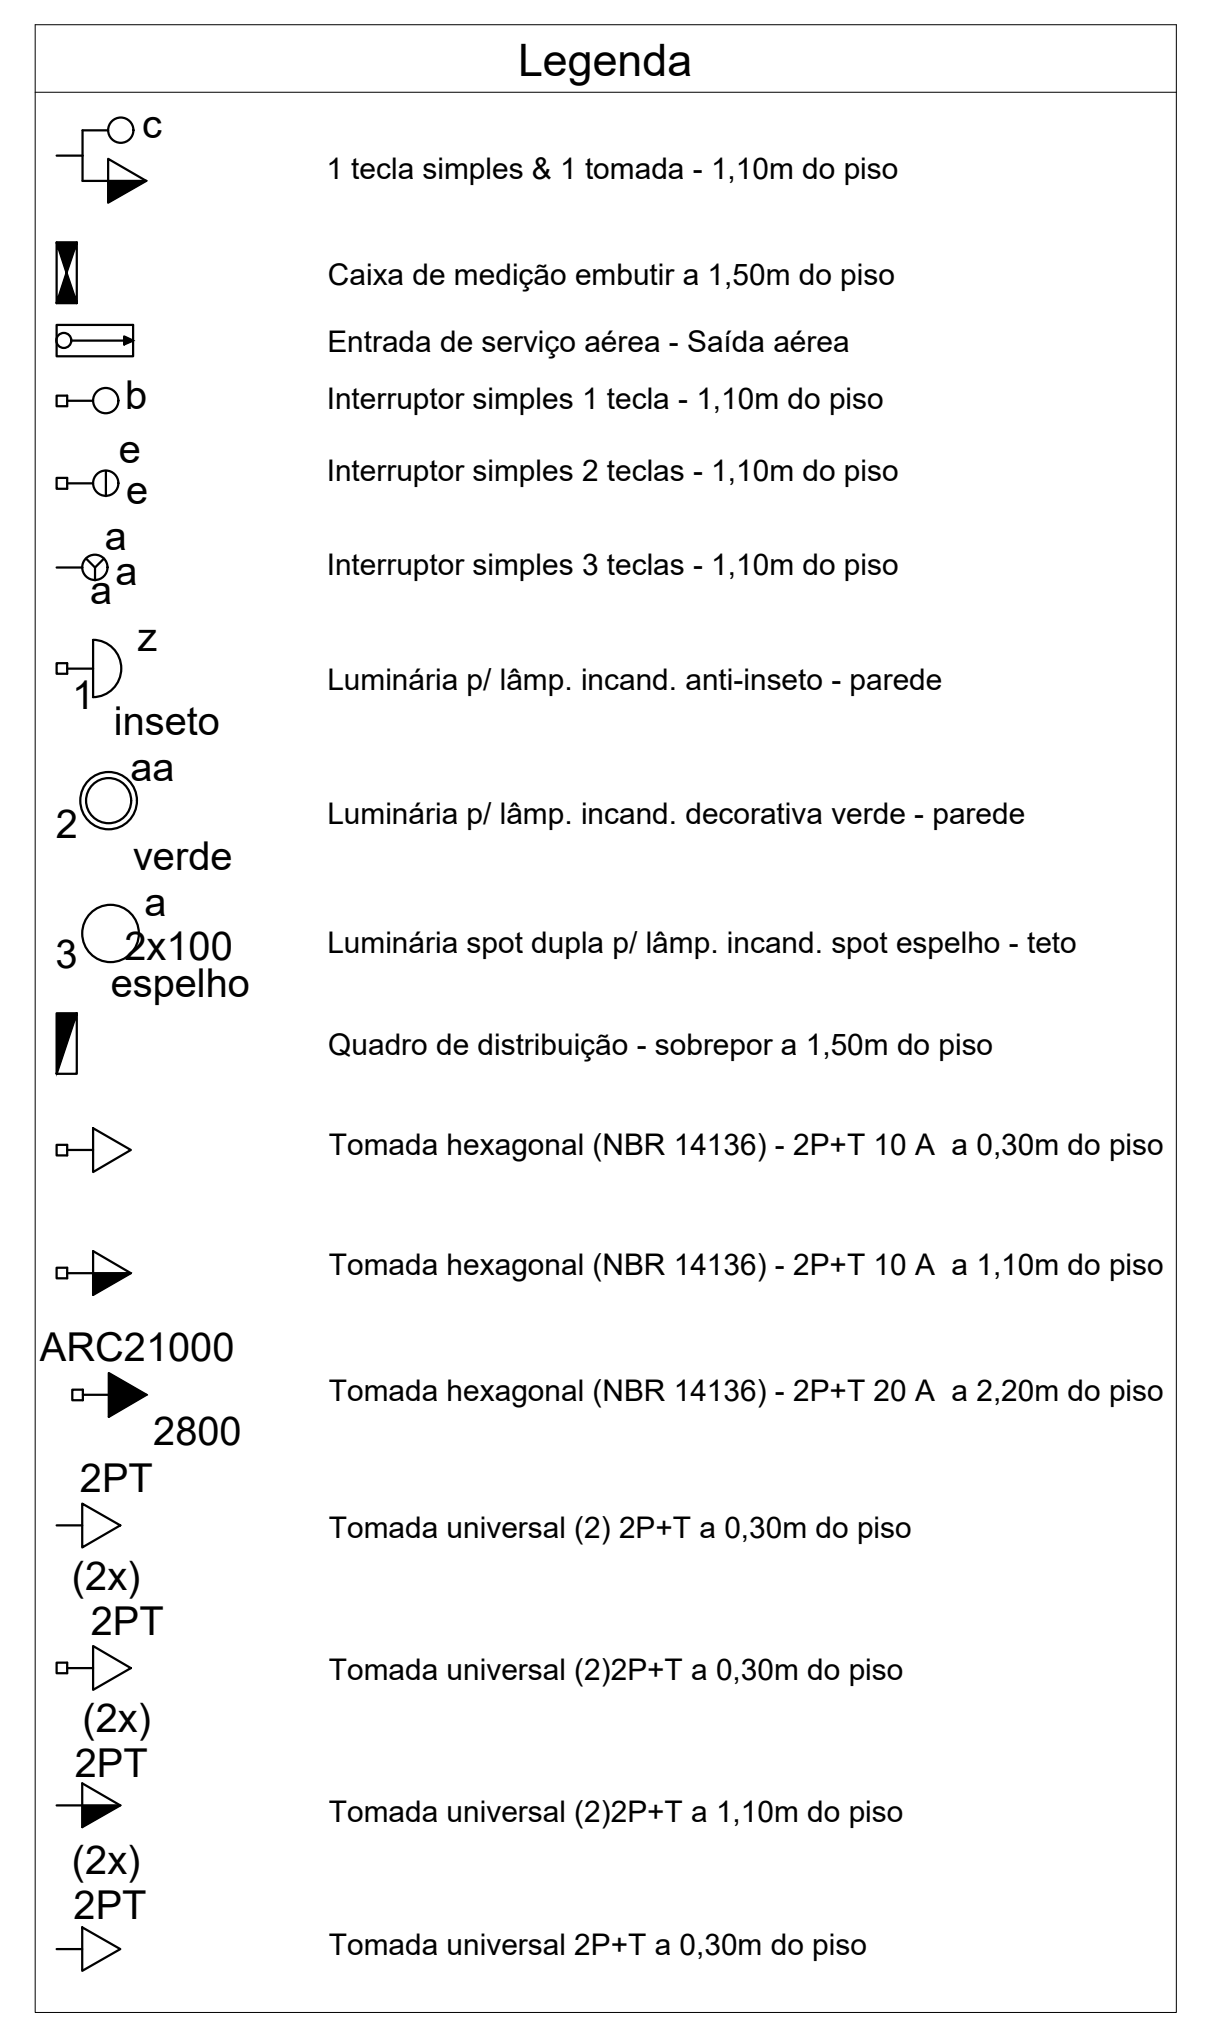 Legenda
c
1 tecla simples & 1 tomada - 1,10m do piso
Caixa de medição embutir a 1,50m do piso
Entrada de serviço aérea - Saída aérea
b
Interruptor simples 1 tecla - 1,10m do piso
e
Interruptor simples 2 teclas - 1,10m do piso
e
a
Interruptor simples 3 teclas - 1,10m do piso
a
a
z
Luminária p/ lâmp. incand. anti-inseto - parede
1
inseto
aa
Luminária p/ lâmp. incand. decorativa verde - parede
2
verde
a
3 2x100
Luminária spot dupla p/ lâmp. incand. spot espelho - teto
espelho
Quadro de distribuição - sobrepor a 1,50m do piso
Tomada hexagonal (NBR 14136) - 2P+T 10 A  a 0,30m do piso
Tomada hexagonal (NBR 14136) - 2P+T 10 A  a 1,10m do piso
ARC21000
Tomada hexagonal (NBR 14136) - 2P+T 20 A  a 2,20m do piso
2800
2PT
Tomada universal (2) 2P+T a 0,30m do piso
(2x)
2PT
Tomada universal (2)2P+T a 0,30m do piso
(2x)
2PT
Tomada universal (2)2P+T a 1,10m do piso
(2x)
2PT
Tomada universal 2P+T a 0,30m do piso